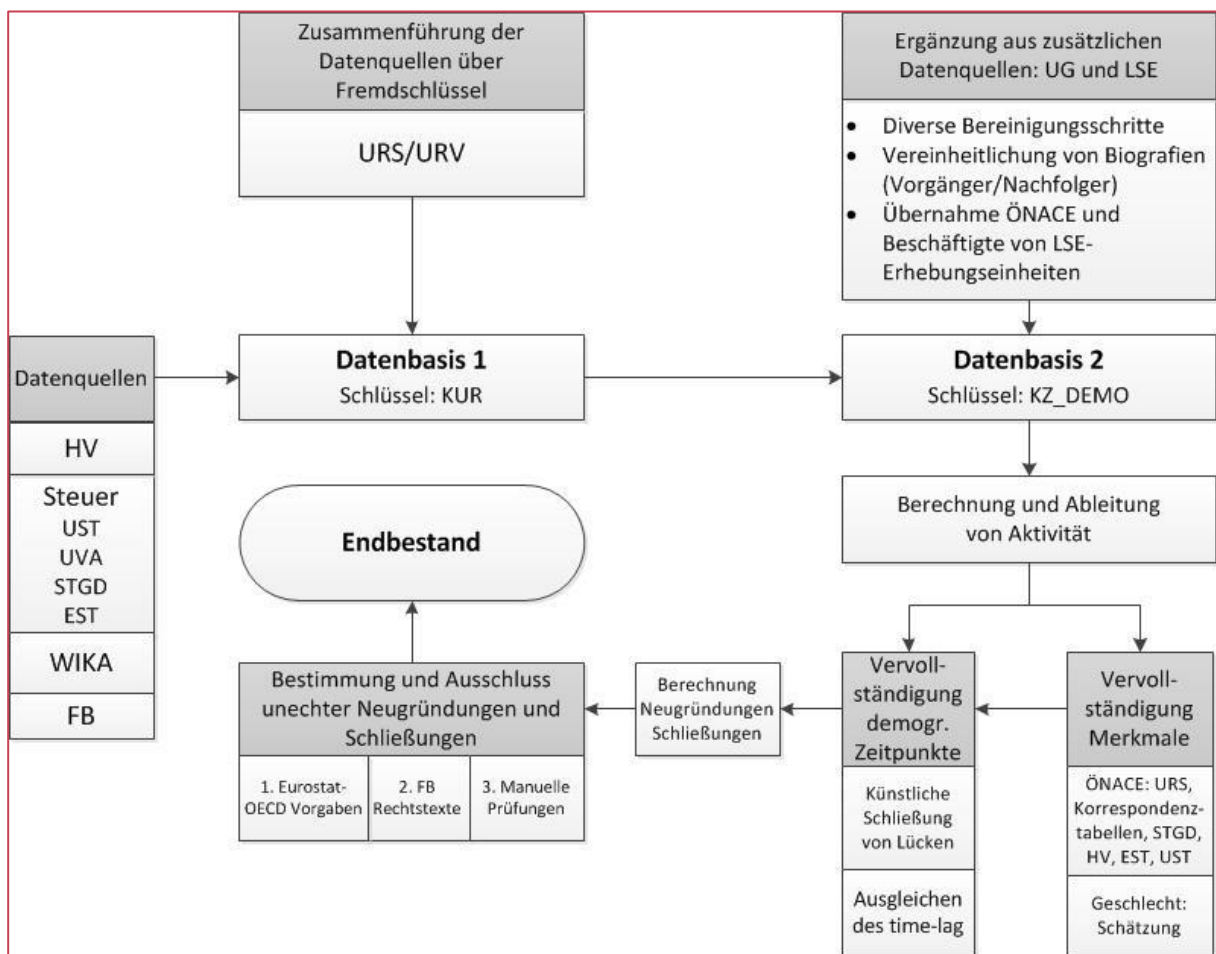 Zusammenführung der
Datenquellen über
Fremdschlüssel
URS/URV
Ergänzung aus zusätzlichen
Datenquellen: UG und LSE
• Diverse Bereinigungsschritte
• Vereinheitlichung von Biografien
(Vorgänger/Nachfolger)
• Übernahme ÖNACE und
Beschäftigte von LSE-
Erhebungseinheiten
Datenquellen
HV
Steuer
UST
UVA
STGD
EST
WIKA
FB
Datenbasis 1
Schlüssel: KUR
Datenbasis 2
Schlüssel: KZ_DEMO
Berechnung und Ableitung
von Aktivität
Vervoll-
ständigung
Merkmale
ÖNACE: URS,
Korrespondenz-
tabellen, STGD,
HV, EST, UST
Geschlecht:
Schätzung
Vervoll-
ständigung
demogr.
Zeitpunkte
Künstliche
Schließung
von Lücken
Ausgleichen
des time-lag
Berechnung
Neugründungen
Schließungen
Bestimmung und Ausschluss
unechter Neugründungen und
Schließungen
1. Eurostat-
OECD Vorgaben
2. FB
Rechtstexte
3. Manuelle
Prüfungen
Endbestand